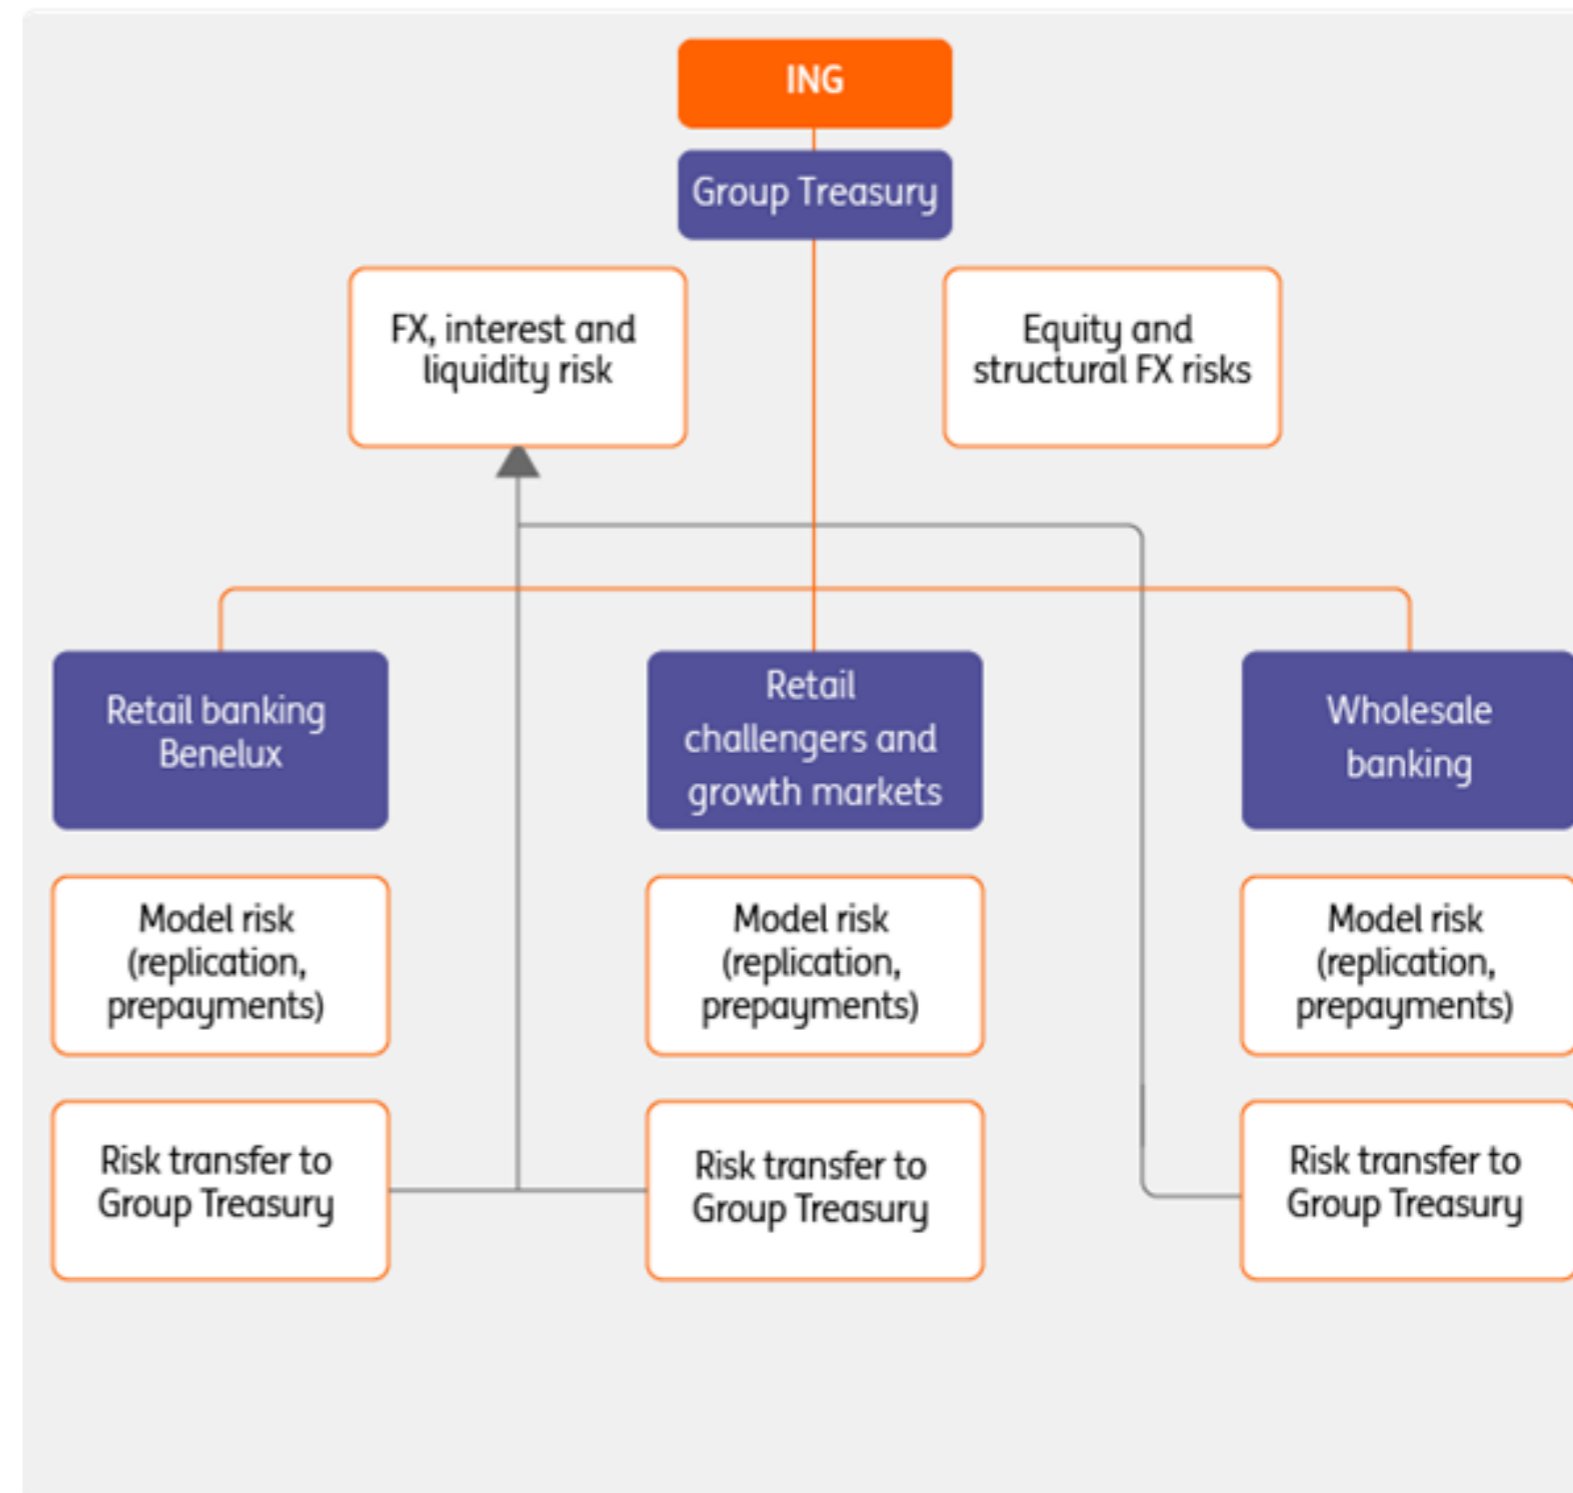 ING
Group Treasury
FX, interest and
liquidity risk
Equity and
structural FX risks
Retail banking
Benelux
Retail
challengers and
growth markets
Wholesale
banking
Model risk
(replication,
prepayments)
Model risk
(replication,
prepayments)
Model risk
(replication,
prepayments)
Risk transfer to
Group Treasury
Risk transfer to
Group Treasury
Risk transfer to
Group Treasury